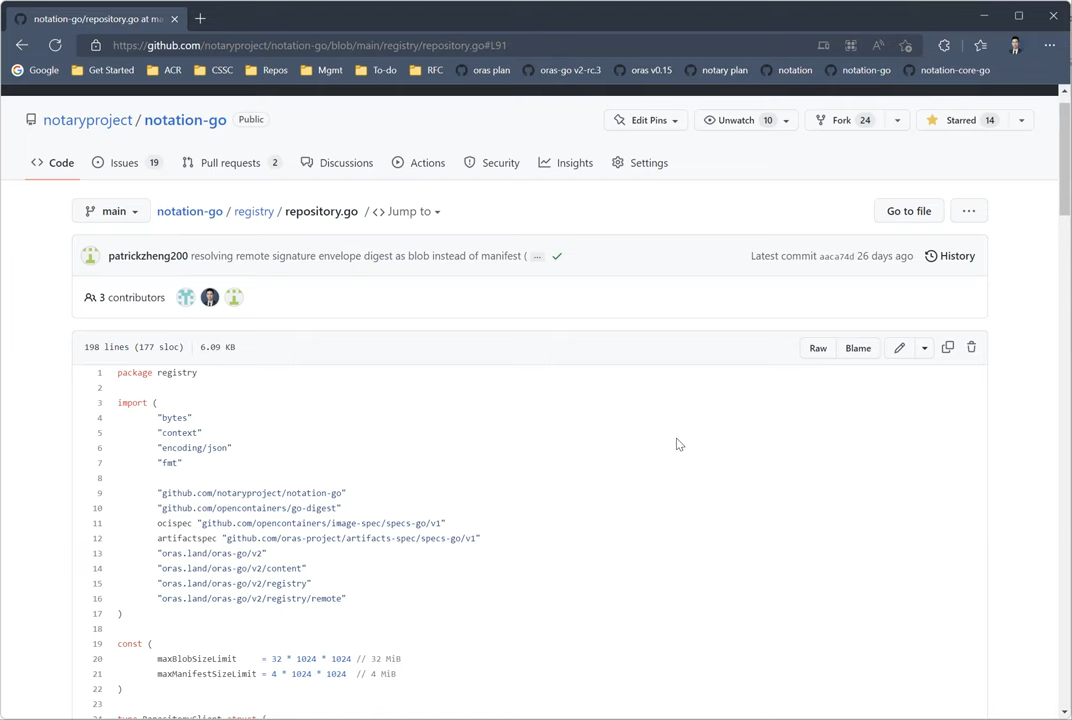 notation-go/repository.go at ma
https://github.com/notaryproject/notation-go/blob/main/registry/repository.go#L91
Google Get Started ACR CSSC Repos Mgmt To-do RFC oras plan oras-go v2-rc.3 oras v0.15 notary plan notation notation-go notation-core-go
notaryproject / notation-go Public Edit Pins Unwatch 10 Fork 24 Starred 14
Code Issues 19 Pull requests 2 Discussions Actions Security Insights Settings
main notation-go / registry / repository.go / <> Jump to Go to file ...
patrickzheng200 resolving remote signature envelope digest as blob instead of manifest ( ... Latest commit aaca74d 26 days ago History
3 contributors
198 lines (177 sloc) 6.09 KB Raw Blame
1 package registry
2
3 import (
4 "bytes"
5 "context"
6 "encoding/json"
7 "fmt"
8
9 "github.com/notaryproject/notation-go"
10 "github.com/opencontainers/go-digest"
11 ocispec "github.com/opencontainers/image-spec/specs-go/v1"
12 artifactspec "github.com/oras-project/artifacts-spec/specs-go/v1"
13 "oras.land/oras-go/v2"
14 "oras.land/oras-go/v2/content"
15 "oras.land/oras-go/v2/registry"
16 "oras.land/oras-go/v2/registry/remote"
17 )
18
19 const (
20 maxBlobSizeLimit = 32 * 1024 * 1024 // 32 MiB
21 maxManifestSizeLimit = 4 * 1024 * 1024 // 4 MiB
22 )
23
24 type RepositoryClient struct {